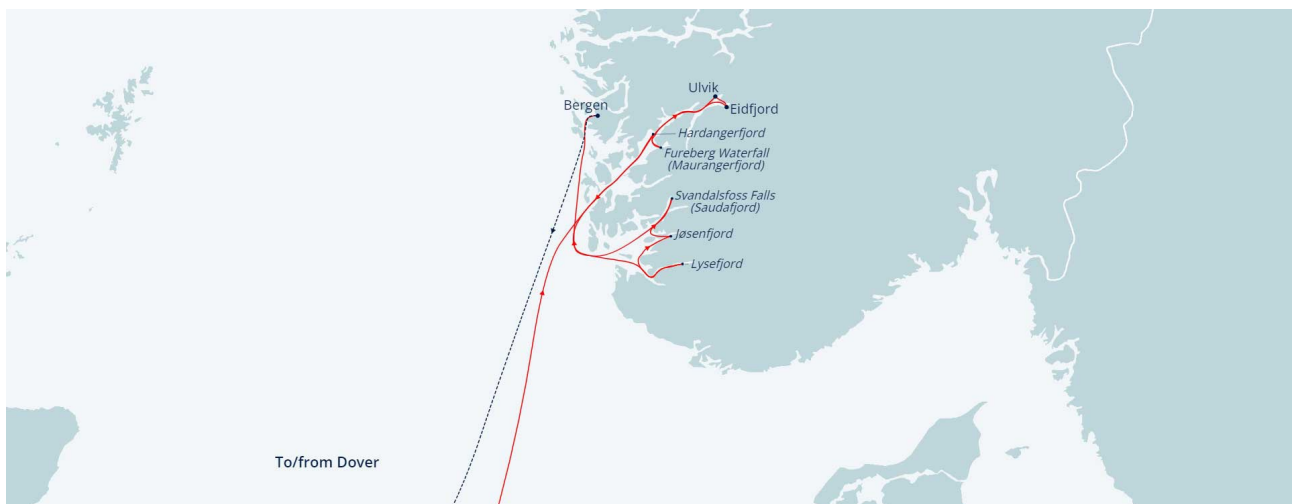 Ulvik
Bergen
Eidfjord
Hardangerfjord
Fureberg Waterfall
(Maurangerfjord)
Svandalsfoss Falls
(Saudafjord)
Jøsenfjord
Lysefjord
To/from Dover